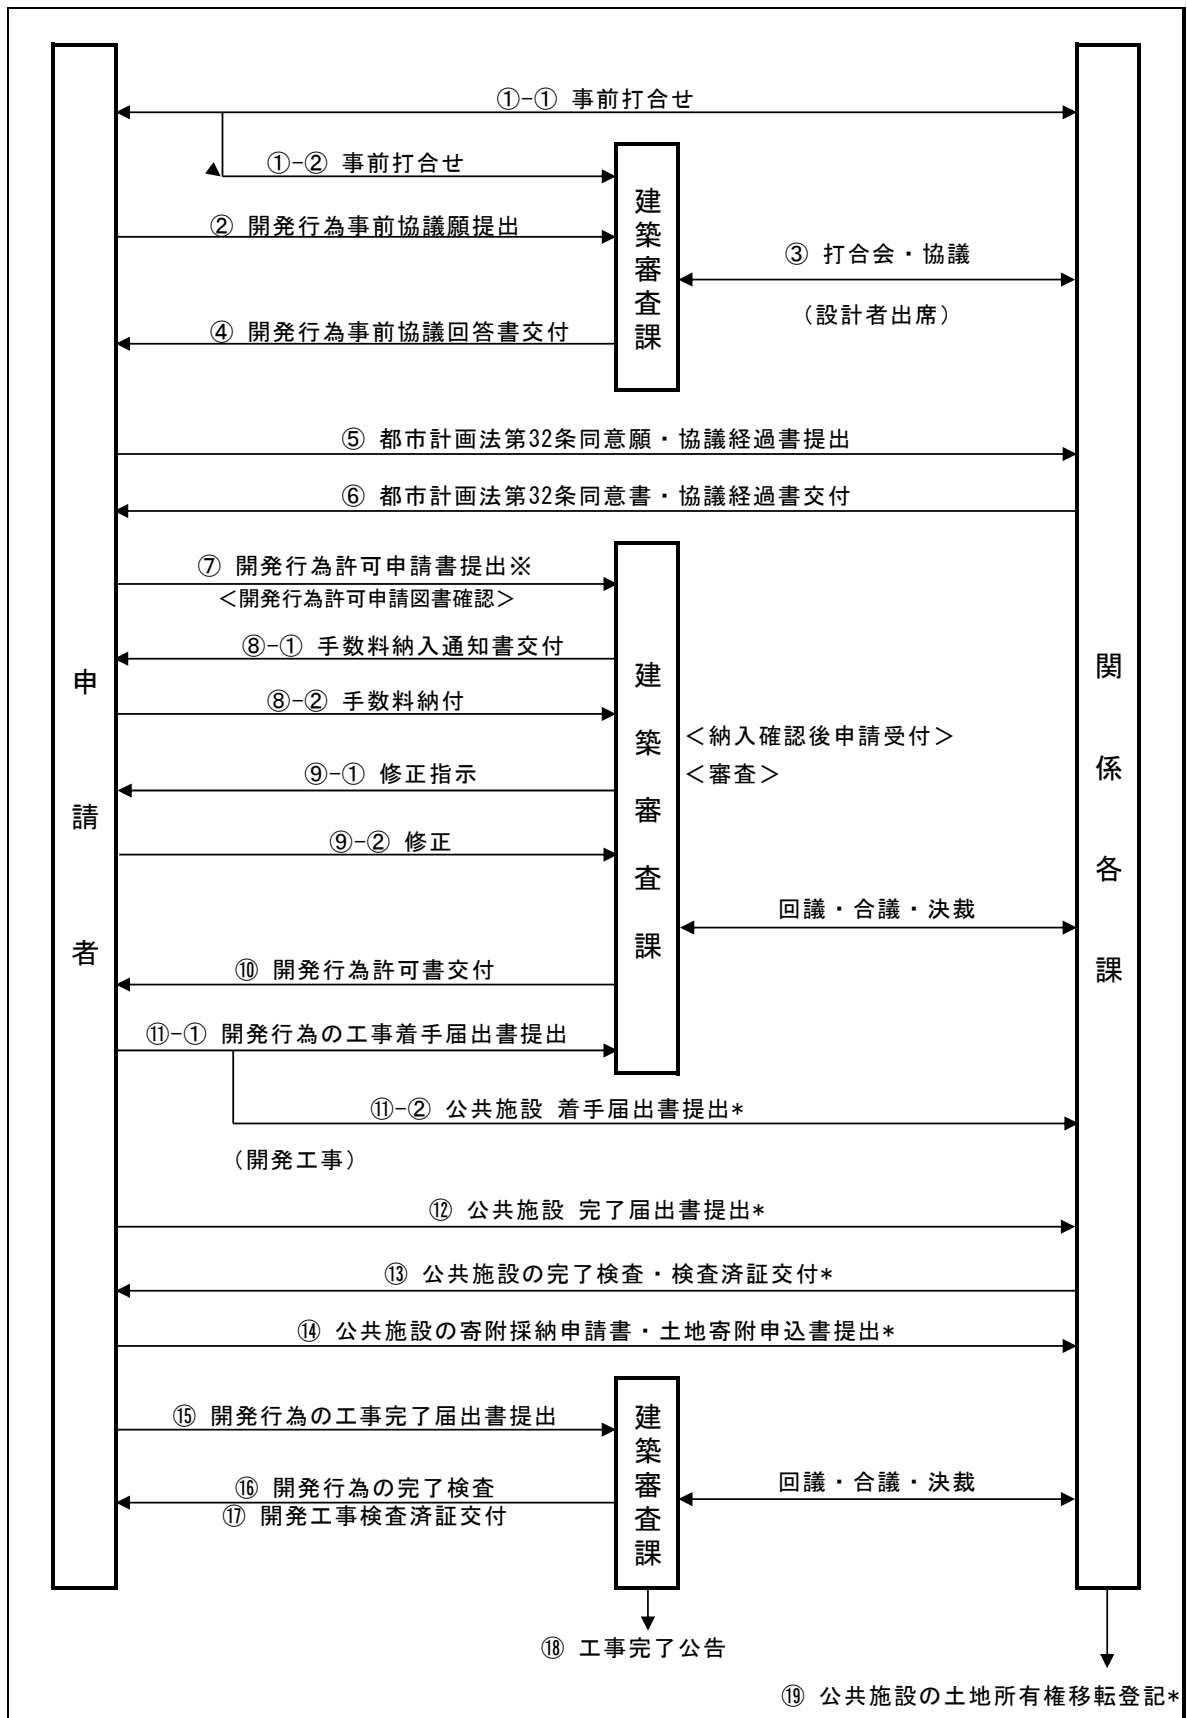 ①-① 事前打合せ
①-② 事前打合せ
建築審査課
② 開発行為事前協議願提出
③ 打合会・協議
（設計者出席）
④ 開発行為事前協議回答書交付
⑤ 都市計画法第32条同意願・協議経過書提出
⑥ 都市計画法第32条同意書・協議経過書交付
⑦ 開発行為許可申請書提出※
＜開発行為許可申請図書確認＞
⑧-① 手数料納入通知書交付
申請者
建築審査課
関係各課
⑧-② 手数料納付
＜納入確認後申請受付＞
＜審査＞
⑨-① 修正指示
⑨-② 修正
回議・合議・決裁
⑩ 開発行為許可書交付
⑪-① 開発行為の工事着手届出書提出
⑪-② 公共施設 着手届出書提出*
（開発工事）
⑫ 公共施設 完了届出書提出*
⑬ 公共施設の完了検査・検査済証交付*
⑭ 公共施設の寄附採納申請書・土地寄附申込書提出*
⑮ 開発行為の工事完了届出書提出
建築審査課
⑯ 開発行為の完了検査
回議・合議・決裁
⑰ 開発工事検査済証交付
⑱ 工事完了公告
⑲ 公共施設の土地所有権移転登記*